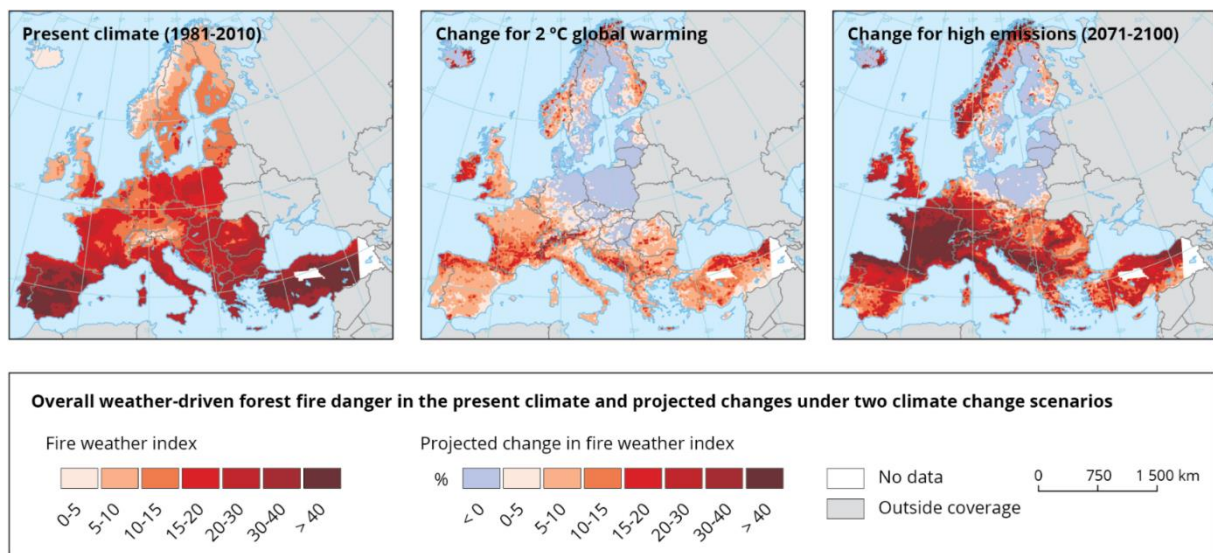 Present climate (1981-2010)
Change for 2 °C global warming
Change for high emissions (2071-2100)
Overall weather-driven forest fire danger in the present climate and projected changes under two climate change scenarios
Fire weather index
0-5
5-10
10-15
15-20
20-30
30-40
> 40
Projected change in fire weather index
%
< 0
0-5
5-10
10-15
15-20
20-30
30-40
> 40
No data
Outside coverage
0 750 1 500 km